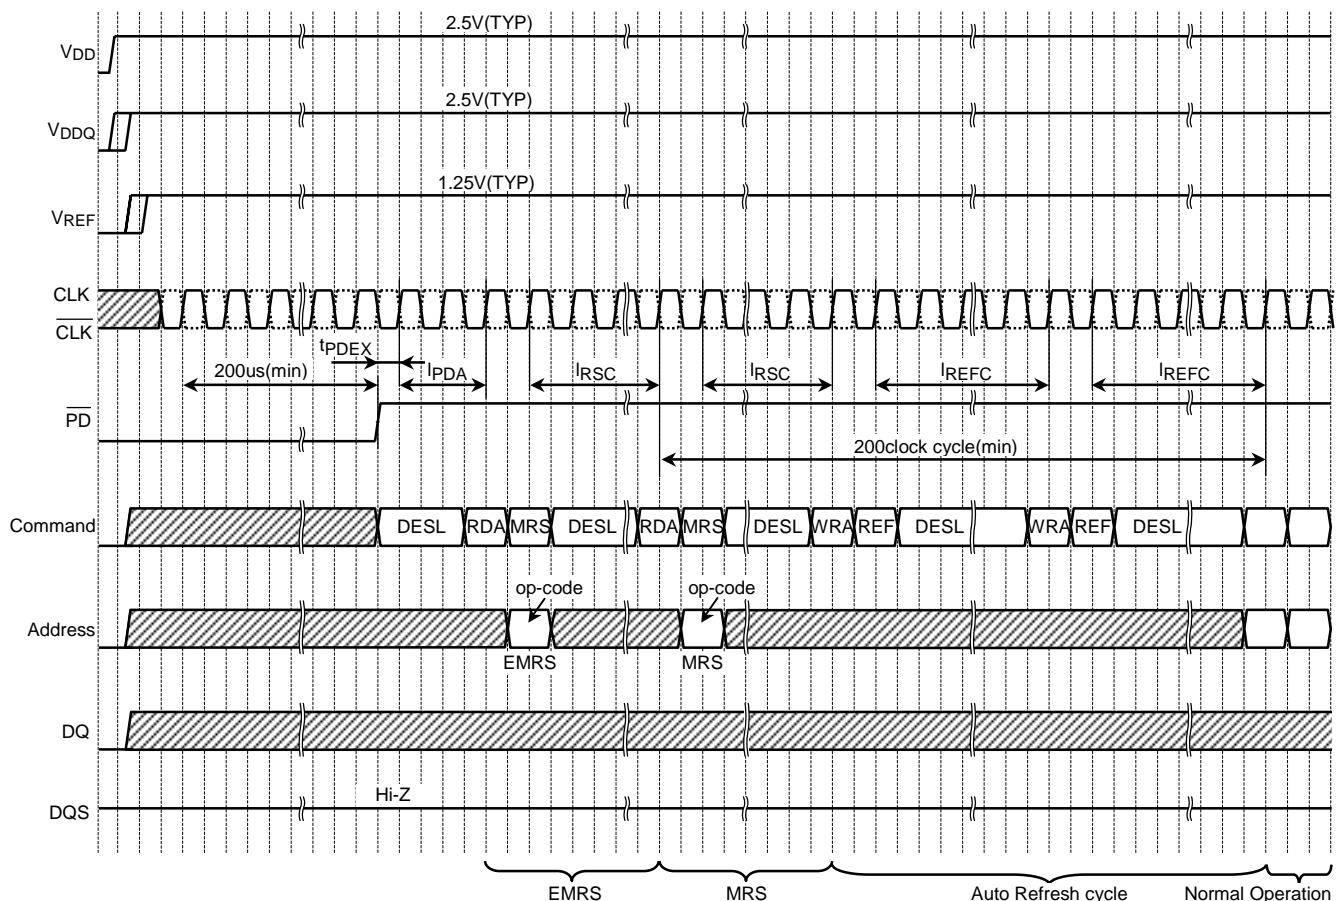 2.5V(TYP)
VDD
2.5V(TYP)
VDDQ
1.25V(TYP)
VREF
CLK
CLK
tPDEX
200us(min)
lPDA
lRSC
lRSC
lREFC
lREFC
PD
200clock cycle(min)
Command
DESL RDA MRS DESL RDA MRS DESL WRA REF DESL WRA REF DESL
op-code
op-code
Address
EMRS
MRS
DQ
Hi-Z
DQS
EMRS
MRS
Auto Refresh cycle
Normal Operation